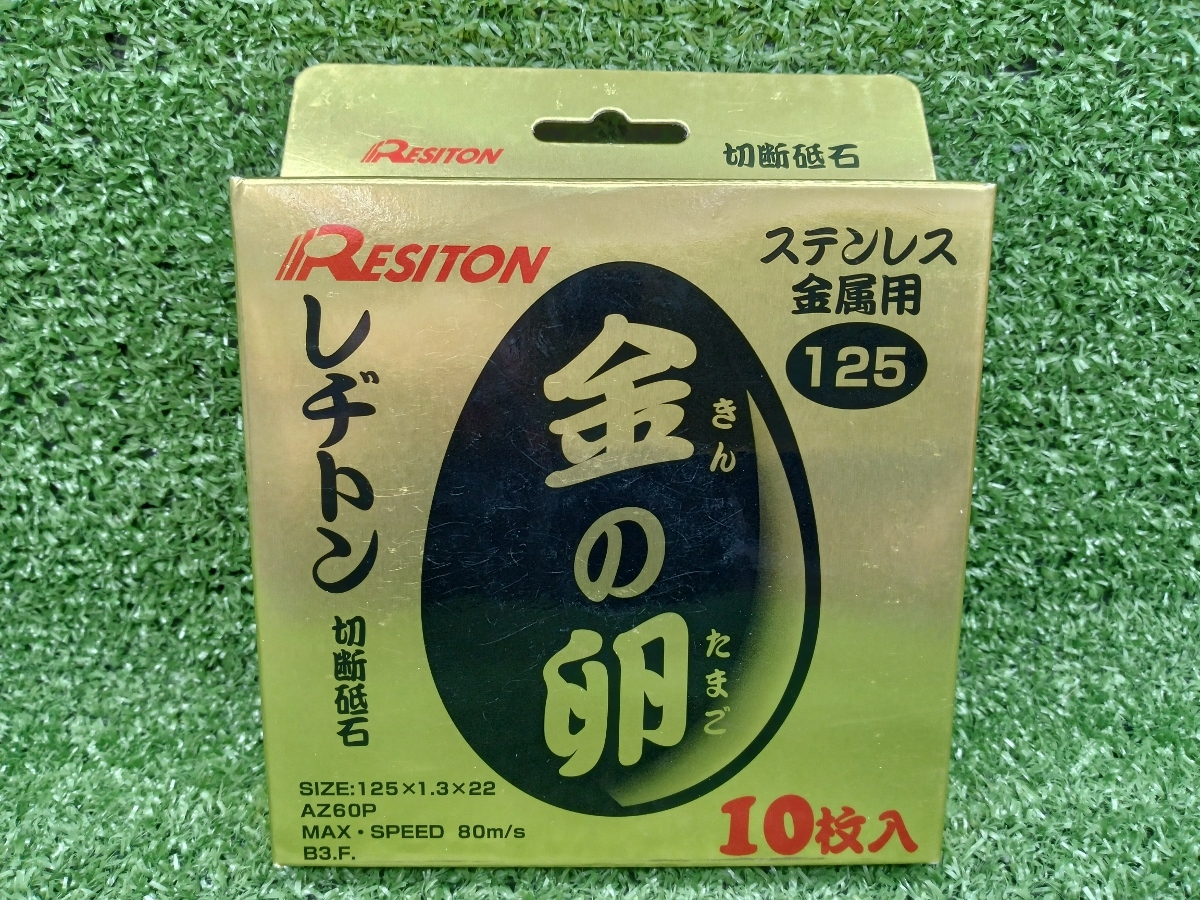 RESITON
切断砥石
RESITON
ステンレス
金属用
125
レヂトン
切断砥石
金の卵
きん
たまご
SIZE:125×1.3×22
AZ60P
MAX・SPEED 80m/s
B3.F.
10枚入